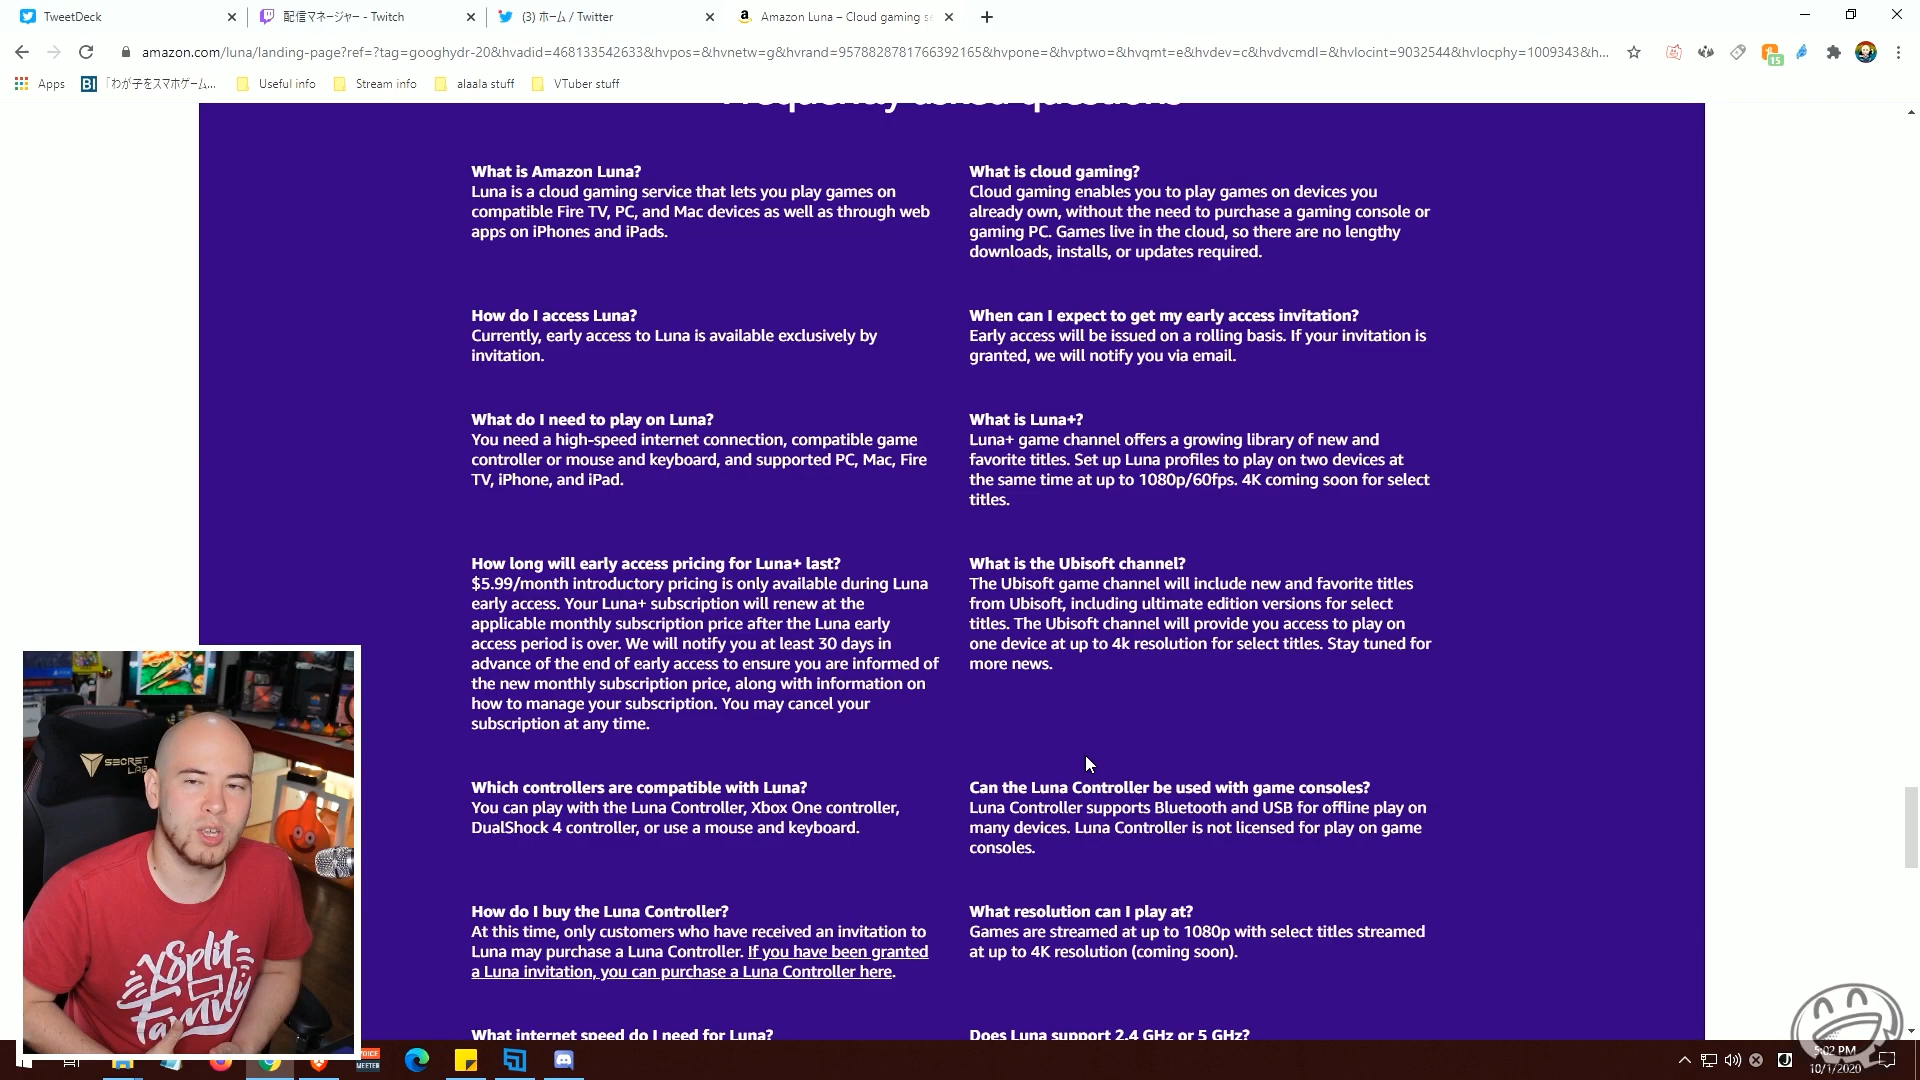 TweetDeck
配信マネージャー - Twitch
(3) ホーム / Twitter
Amazon Luna – Cloud gaming se
amazon.com/luna/landing-page?ref=?tag=googhydr-20&hvadid=468133542633&hvpos=&hvnetw=g&hvrand=9578828781766392165&hvpone=&hvptwo=&hvqmt=e&hvdev=c&hvdvcmdl=&hvlocint=9032544&hvlocphy=1009343&h...
15
Apps
B!
「わが子をスマホゲーム...
Useful info
Stream info
alaala stuff
VTuber stuff
Frequently asked questions
What is Amazon Luna?
Luna is a cloud gaming service that lets you play games on
compatible Fire TV, PC, and Mac devices as well as through web
apps on iPhones and iPads.
What is cloud gaming?
Cloud gaming enables you to play games on devices you
already own, without the need to purchase a gaming console or
gaming PC. Games live in the cloud, so there are no lengthy
downloads, installs, or updates required.
How do I access Luna?
Currently, early access to Luna is available exclusively by
invitation.
When can I expect to get my early access invitation?
Early access will be issued on a rolling basis. If your invitation is
granted, we will notify you via email.
What do I need to play on Luna?
You need a high-speed internet connection, compatible game
controller or mouse and keyboard, and supported PC, Mac, Fire
TV, iPhone, and iPad.
What is Luna+?
Luna+ game channel offers a growing library of new and
favorite titles. Set up Luna profiles to play on two devices at
the same time at up to 1080p/60fps. 4K coming soon for select
titles.
How long will early access pricing for Luna+ last?
$5.99/month introductory pricing is only available during Luna
early access. Your Luna+ subscription will renew at the
applicable monthly subscription price after the Luna early
access period is over. We will notify you at least 30 days in
advance of the end of early access to ensure you are informed of
the new monthly subscription price, along with information on
how to manage your subscription. You may cancel your
subscription at any time.
What is the Ubisoft channel?
The Ubisoft game channel will include new and favorite titles
from Ubisoft, including ultimate edition versions for select
titles. The Ubisoft channel will provide you access to play on
one device at up to 4k resolution for select titles. Stay tuned for
more news.
Which controllers are compatible with Luna?
You can play with the Luna Controller, Xbox One controller,
DualShock 4 controller, or use a mouse and keyboard.
Can the Luna Controller be used with game consoles?
Luna Controller supports Bluetooth and USB for offline play on
many devices. Luna Controller is not licensed for play on game
consoles.
How do I buy the Luna Controller?
At this time, only customers who have received an invitation to
Luna may purchase a Luna Controller. If you have been granted
a Luna invitation, you can purchase a Luna Controller here.
What resolution can I play at?
Games are streamed at up to 1080p with select titles streamed
at up to 4K resolution (coming soon).
What internet speed do I need for Luna?
Does Luna support 2.4 GHz or 5 GHz?
SECRET
LAB
XSplit
Family
VOICE
MEETER
5:02 PM
10/1/2020